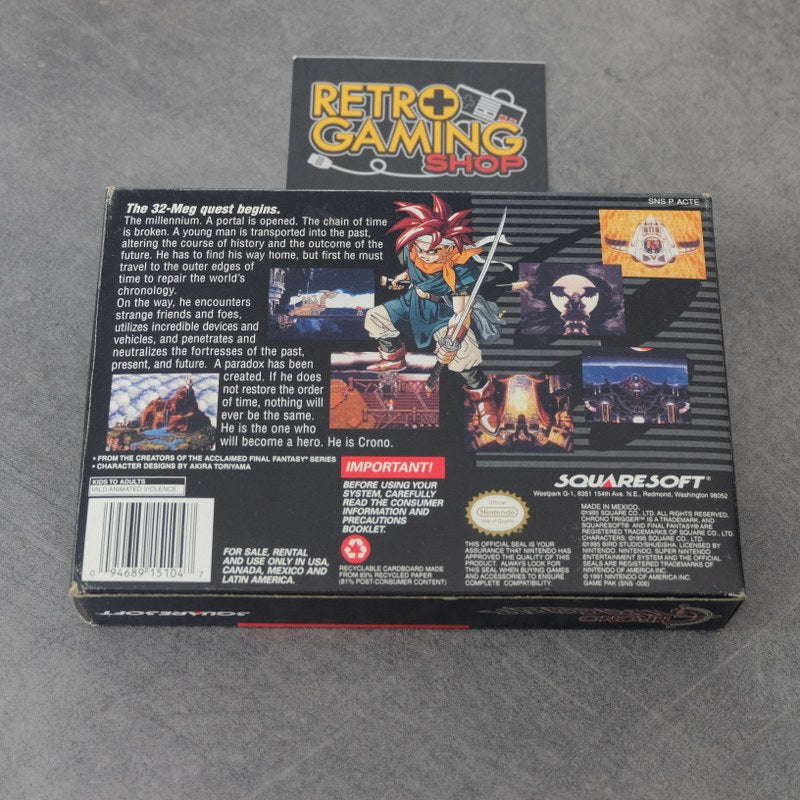 RETRO
GAMING
SHOP
SNS P ACTE
The 32-Meg quest begins.
The millennium. A portal is opened. The chain of time
is broken. A young man is transported into the past,
altering the course of history and the outcome of the
future. He has to find his way home, but first he must
travel to the outer edges of
time to repair the world's
chronology.
On the way, he encounters
strange friends and foes,
utilizes incredible devices and
vehicles, and penetrates and
neutralizes the fortresses of the past,
present, and future. A paradox has been
created. If he does
not restore the order
of time, nothing will
ever be the same.
He is the one who
will become a hero. He is Crono.
• FROM THE CREATORS OF THE ACCLAIMED FINAL FANTASY® SERIES
• CHARACTER DESIGNS BY AKIRA TORIYAMA
KIDS TO ADULTS
MILD ANIMATED VIOLENCE
0 94689 15104 7
FOR SALE, RENTAL
AND USE ONLY IN USA,
CANADA, MEXICO AND
LATIN AMERICA.
IMPORTANT!
BEFORE USING YOUR
SYSTEM, CAREFULLY
READ THE CONSUMER
INFORMATION AND
PRECAUTIONS
BOOKLET.
RECYCLABLE CARDBOARD MADE
FROM 83% RECYCLED PAPER
(81% POST-CONSUMER CONTENT)
Official
Nintendo
Seal of Quality
THIS OFFICIAL SEAL IS YOUR
ASSURANCE THAT NINTENDO HAS
APPROVED THE QUALITY OF THIS
PRODUCT. ALWAYS LOOK FOR
THIS SEAL WHEN BUYING GAMES
AND ACCESSORIES TO ENSURE
COMPLETE COMPATIBILITY.
SQUARESOFT®
Westpark G-1, 8351 154th Ave. N.E., Redmond, Washington 98052
MADE IN MEXICO.
©1995 SQUARE CO., LTD. ALL RIGHTS RESERVED.
CHRONO TRIGGER™ IS A TRADEMARK, AND
SQUARESOFT® AND FINAL FANTASY® ARE
REGISTERED TRADEMARKS OF SQUARE CO., LTD.
CHARACTERS: ©1995 SQUARE CO., LTD.
©1995 BIRD STUDIO/SHUEISHA. LICENSED BY
NINTENDO. NINTENDO, SUPER NINTENDO
ENTERTAINMENT SYSTEM AND THE OFFICIAL
SEALS ARE REGISTERED TRADEMARKS OF
NINTENDO OF AMERICA INC.
© 1991 NINTENDO OF AMERICA INC.
GAME PAK (SNS -006)
SQUARESOFT
CHRONO TRIGGER